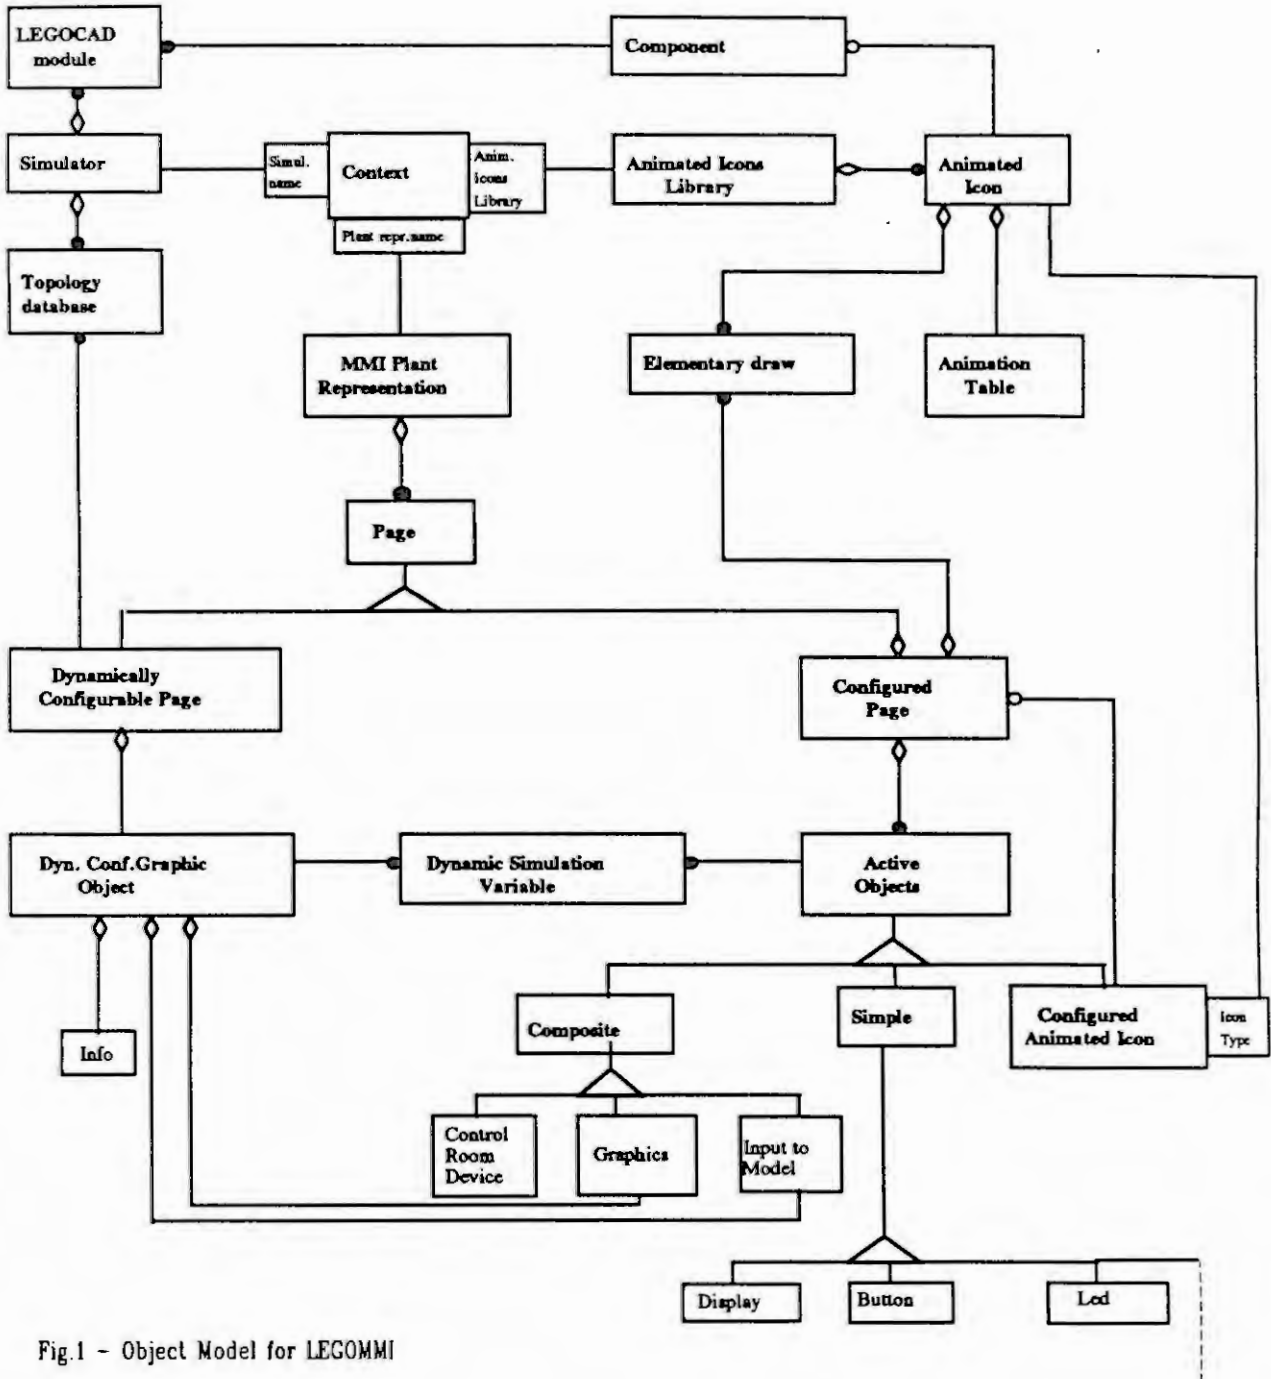 LEGOCAD
module
Component
Simulator
Simul.
name
Context
Anim.
icons
Library
Animated Icons
Library
Animated
Icon
Plant repr.name
Topology
database
MMI Plant
Representation
Elementary draw
Animation
Table
Page
Dynamically
Configurable Page
Configured
Page
Dyn. Conf.Graphic
Object
Dynamic Simulation
Variable
Active
Objects
Info
Composite
Simple
Configured
Animated Icon
Icon
Type
Control
Room
Device
Graphics
Input to
Model
Display
Button
Led
Fig.1 - Object Model for LEGOMMI